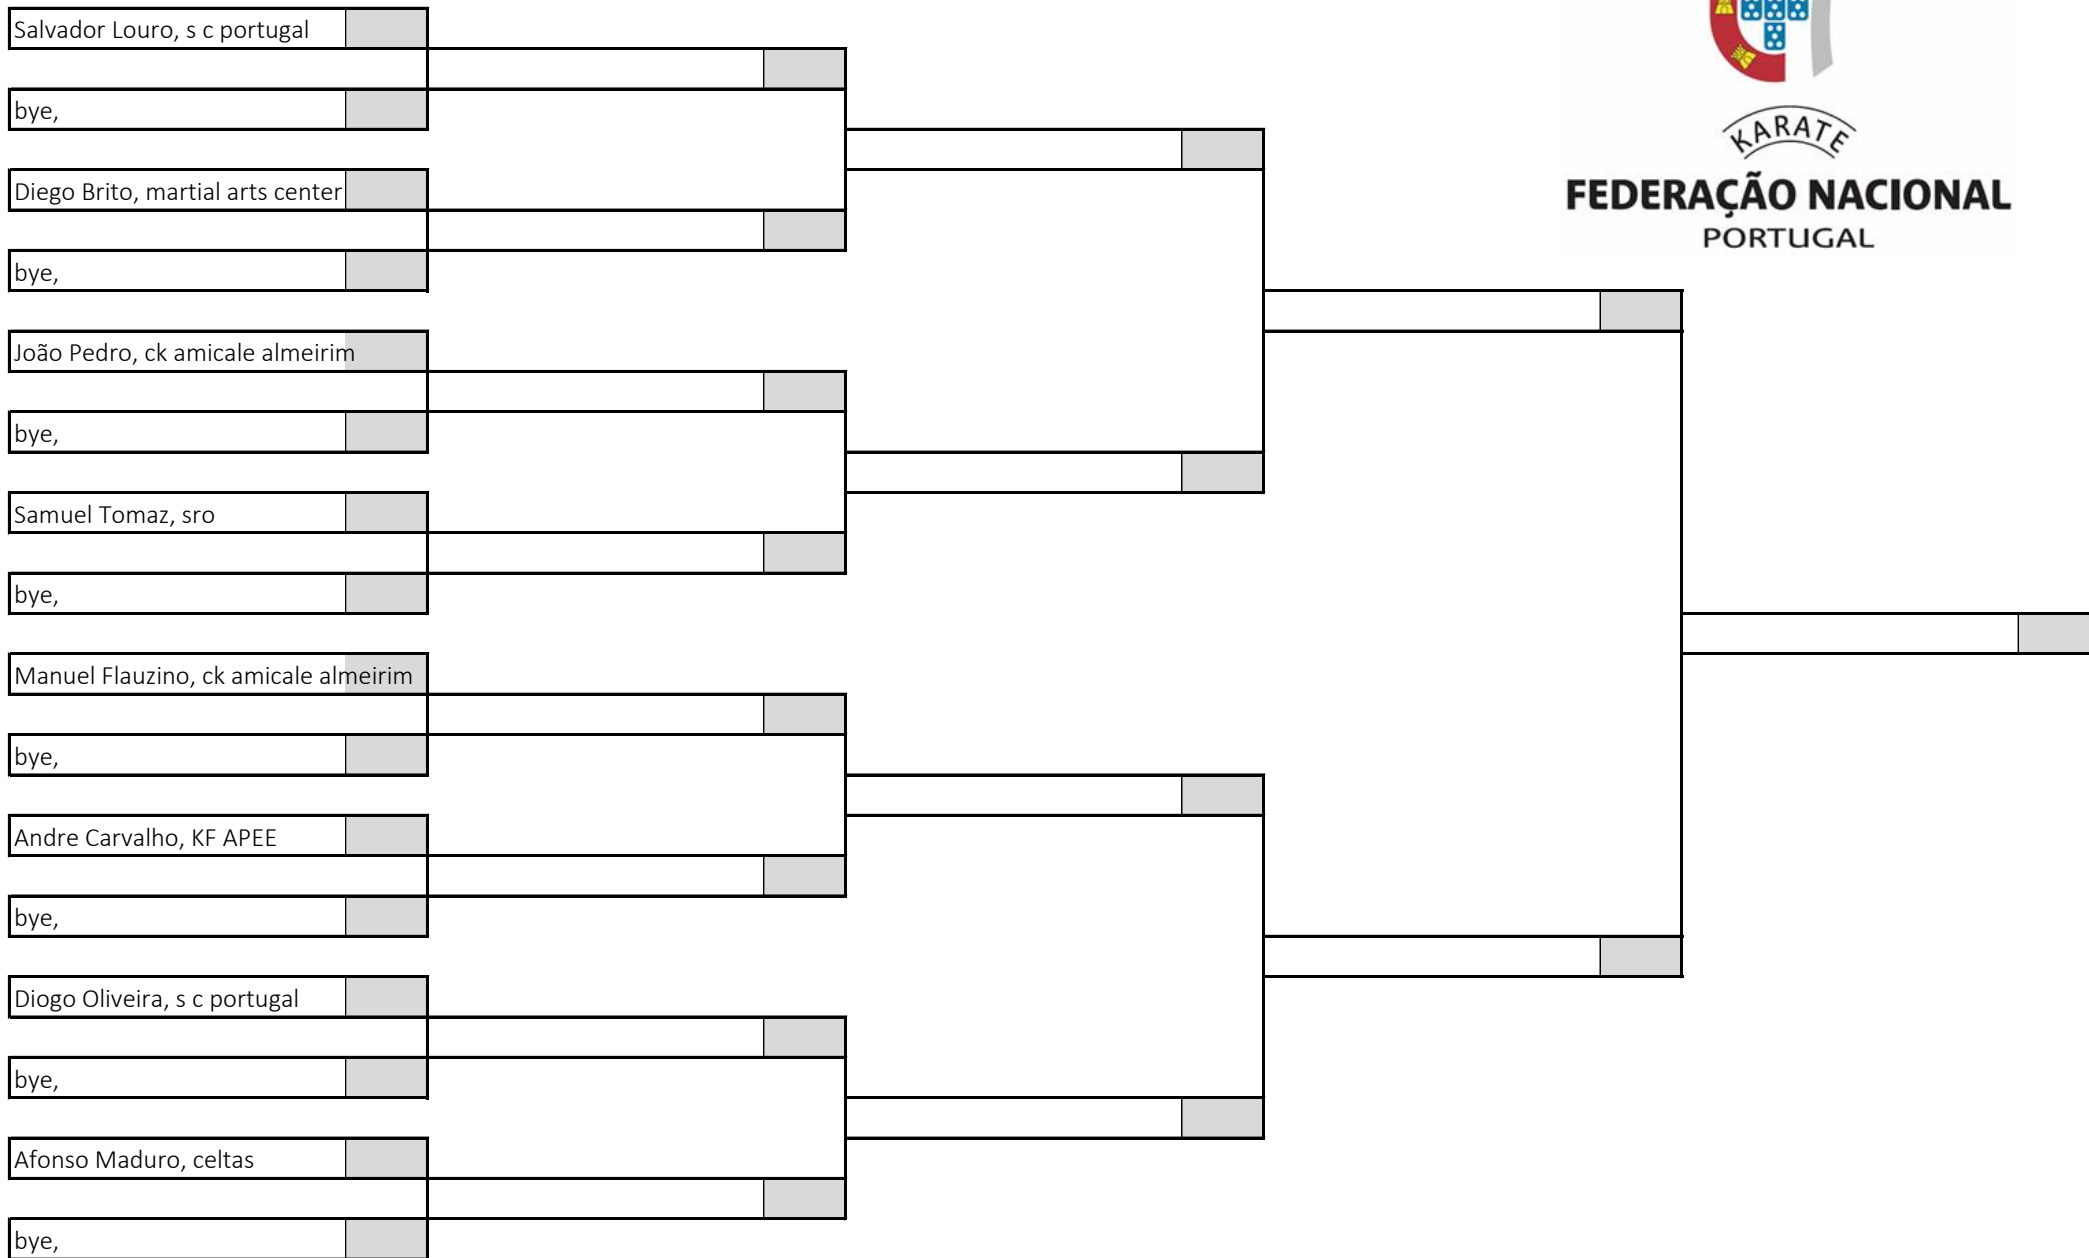 Salvador Louro, s c portugal
bye,
Diego Brito, martial arts center
bye,
João Pedro, ck amicale almeirim
bye,
Samuel Tomaz, sro
bye,
Manuel Flauzino, ck amicale almeirim
bye,
Andre Carvalho, KF APEE
bye,
Diogo Oliveira, s c portugal
bye,
Afonso Maduro, celtas
bye,
KARATE
FEDERAÇÃO NACIONAL
PORTUGAL